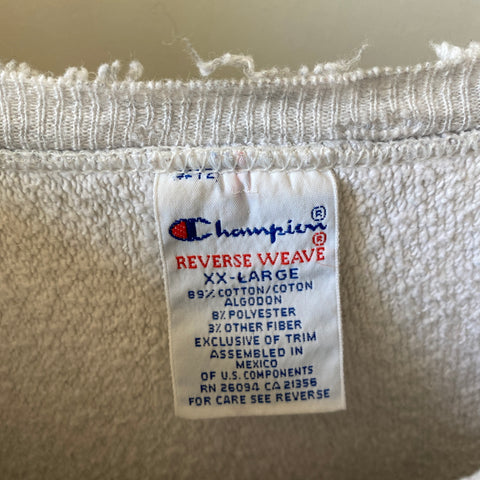 Champion®
REVERSE WEAVE®
XX-LARGE
89% COTTON/COTON
ALGODON
8% POLYESTER
3% OTHER FIBER
EXCLUSIVE OF TRIM
ASSEMBLED IN
MEXICO
OF U.S. COMPONENTS
RN 26094 CA 21356
FOR CARE SEE REVERSE